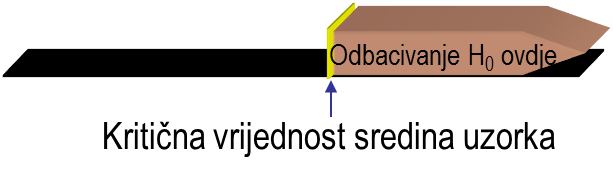 Odbacivanje H₀ ovdje
Kritična vrijednost sredina uzorka